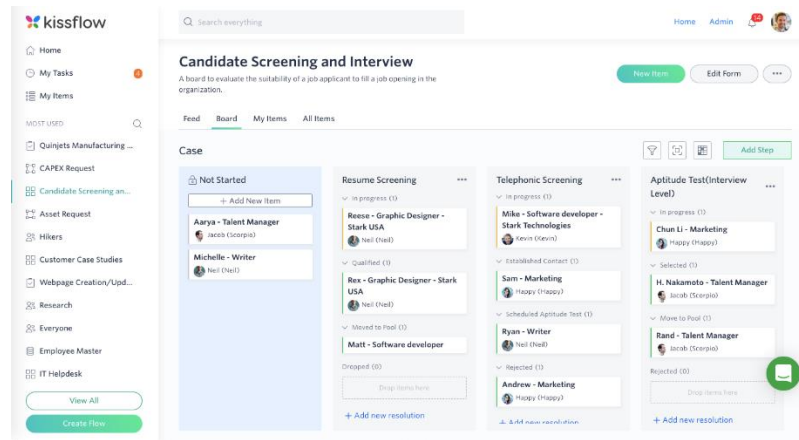 kissflow
Search everything
Home
Admin
14
Home
My Tasks
4
My Items
MOST USED
Quinjets Manufacturing ...
CAPEX Request
Candidate Screening an...
Asset Request
Hikers
Customer Case Studies
Webpage Creation/Upd...
Research
Everyone
Employee Master
IT Helpdesk
View All
Create Flow
Candidate Screening and Interview
A board to evaluate the suitability of a job applicant to fill a job opening in the
organization.
New Item
Edit Form
Feed
Board
My Items
All Items
Case
Add Step
Not Started
+ Add New Item
Aarya - Talent Manager
Jacob (Scorpio)
Michelle - Writer
Neil (Neil)
Resume Screening
In progress (1)
Reese - Graphic Designer -
Stark USA
Neil (Neil)
Qualified (1)
Rex - Graphic Designer - Stark
USA
Neil (Neil)
Moved to Pool (1)
Matt - Software developer
Dropped (0)
Drop items here
+ Add new resolution
Telephonic Screening
In progress (1)
Mike - Software developer -
Stark Technologies
Kevin (Kevin)
Established Contact (1)
Sam - Marketing
Happy (Happy)
Scheduled Aptitude Test (1)
Ryan - Writer
Neil (Neil)
Rejected (1)
Andrew - Marketing
Happy (Happy)
+ Add new resolution
Aptitude Test(Interview
Level)
In progress (1)
Chun Li - Marketing
Happy (Happy)
Selected (1)
H. Nakamoto - Talent Manager
Jacob (Scorpio)
Move to Pool (1)
Rand - Talent Manager
Jacob (Scorpio)
Rejected (0)
Drop items here
+ Add new resolution